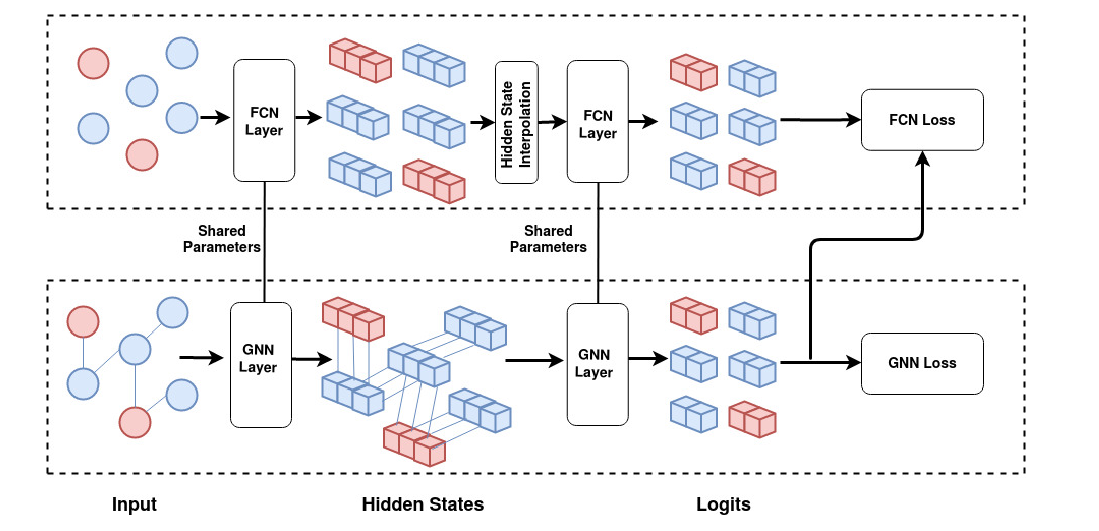 FCN
Layer
Hidden State
Interpolation
FCN
Layer
FCN Loss
Shared
Parameters
Shared
Parameters
GNN
Layer
GNN
Layer
GNN Loss
Input
Hidden States
Logits